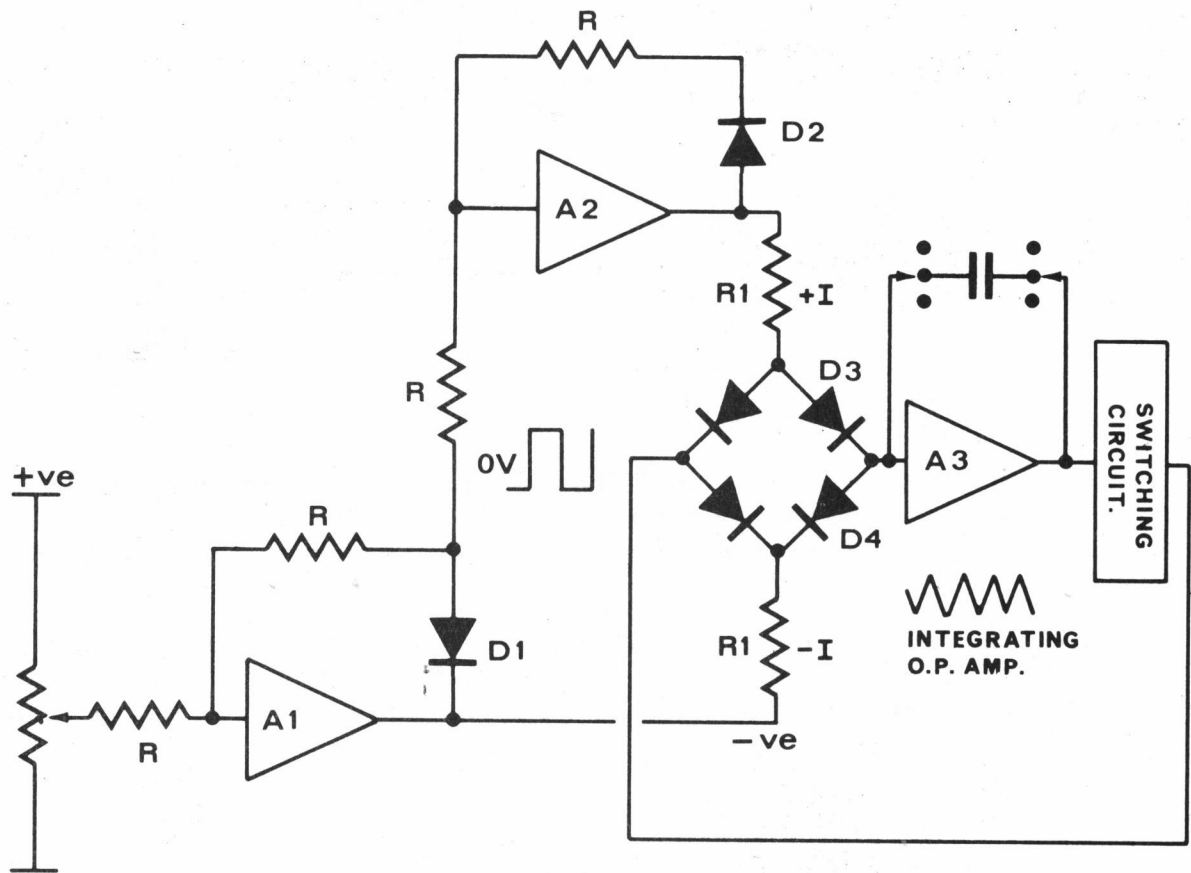 R
D2
A2
R1
+I
D3
R
0V
A3
SWITCHING
CIRCUIT.
+ve
R
D4
D1
R1
-I
INTEGRATING
O.P. AMP.
A1
R
-ve